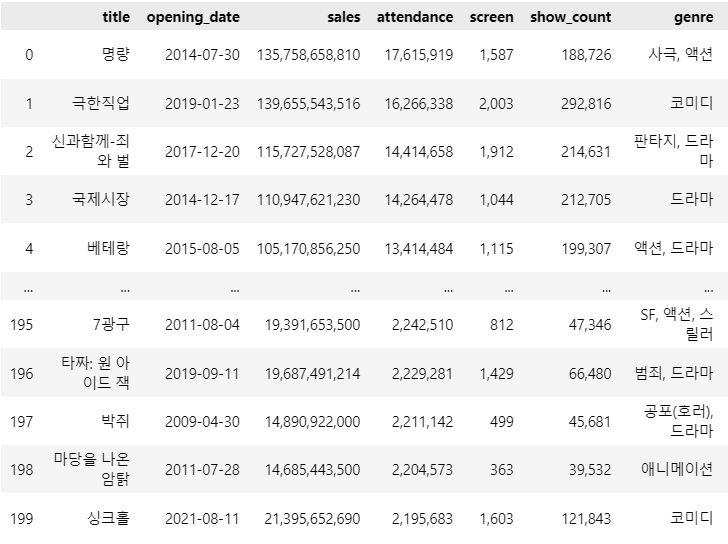 title opening_date sales attendance screen show_count genre
0 명량 2014-07-30 135,758,658,810 17,615,919 1,587 188,726 사극, 액션
1 극한직업 2019-01-23 139,655,543,516 16,266,338 2,003 292,816 코미디
2 신과함께-죄와 벌 2017-12-20 115,727,528,087 14,414,658 1,912 214,631 판타지, 드라마
3 국제시장 2014-12-17 110,947,621,230 14,264,478 1,044 212,705 드라마
4 베테랑 2015-08-05 105,170,856,250 13,414,484 1,115 199,307 액션, 드라마
... ... ... ... ... ... ... ...
195 7광구 2011-08-04 19,391,653,500 2,242,510 812 47,346 SF, 액션, 스릴러
196 타짜: 원 아이드 잭 2019-09-11 19,687,491,214 2,229,281 1,429 66,480 범죄, 드라마
197 박쥐 2009-04-30 14,890,922,000 2,211,142 499 45,681 공포(호러), 드라마
198 마당을 나온 암탉 2011-07-28 14,685,443,500 2,204,573 363 39,532 애니메이션
199 싱크홀 2021-08-11 21,395,652,690 2,195,683 1,603 121,843 코미디